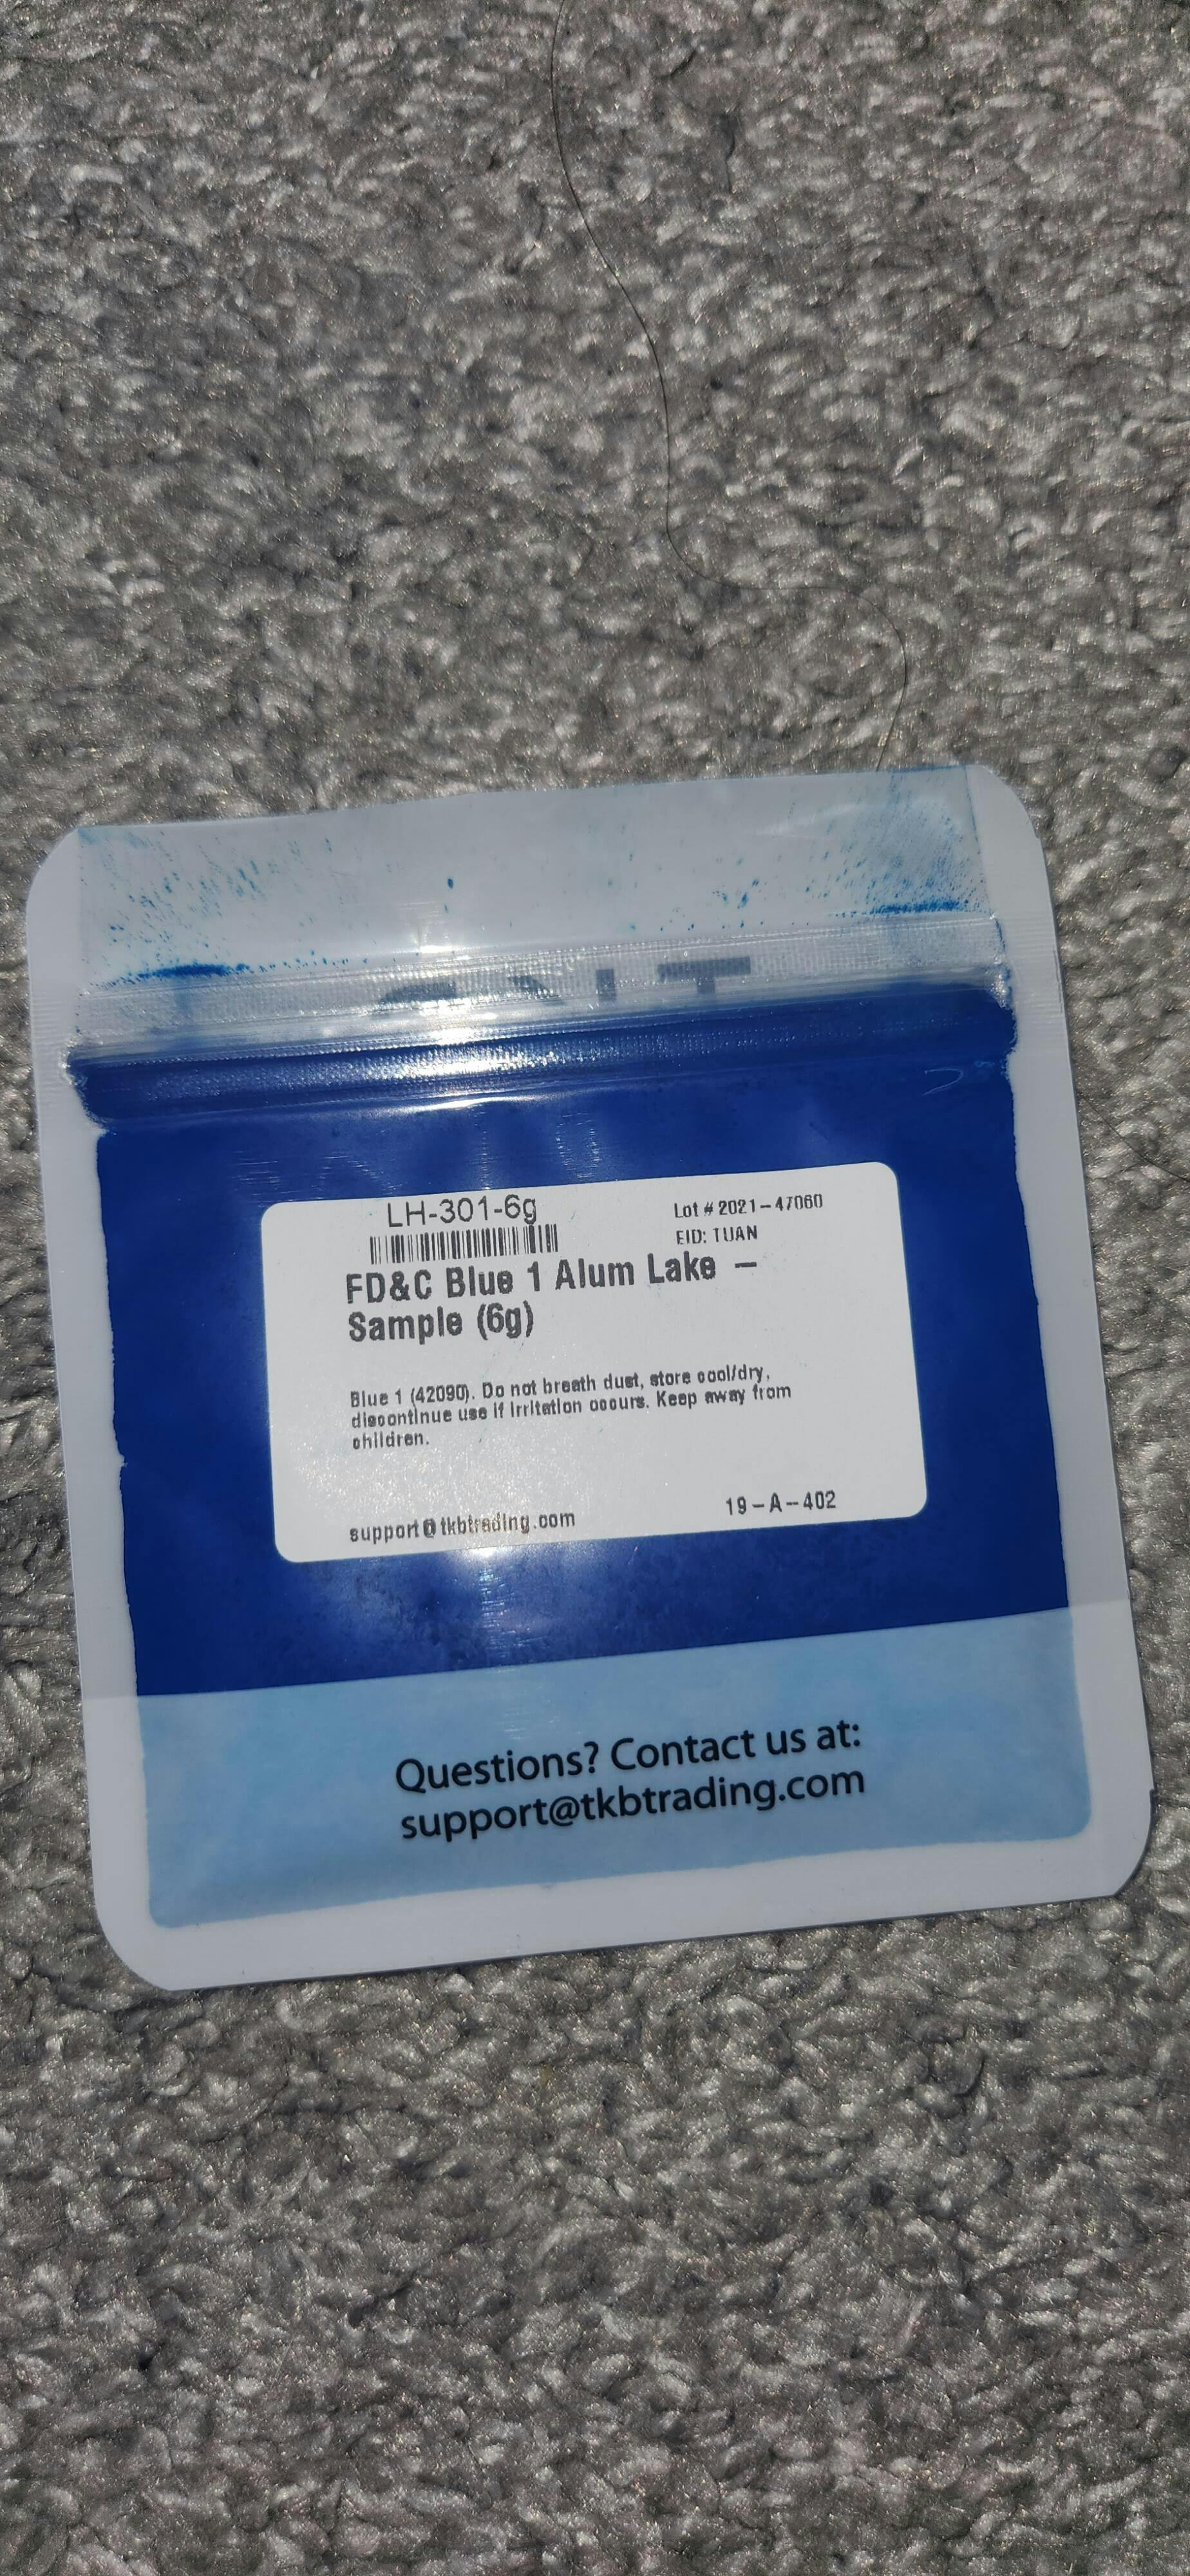 LH-301-6g
Lot # 2021-47060
EID: TUAN
FD&C Blue 1 Alum Lake -
Sample (6g)
Blue 1 (42090). Do not breath dust, store cool/dry,
discontinue use if irritation occurs. Keep away from
children.
support@tkbtrading.com
19-A-402
Questions? Contact us at:
support@tkbtrading.com